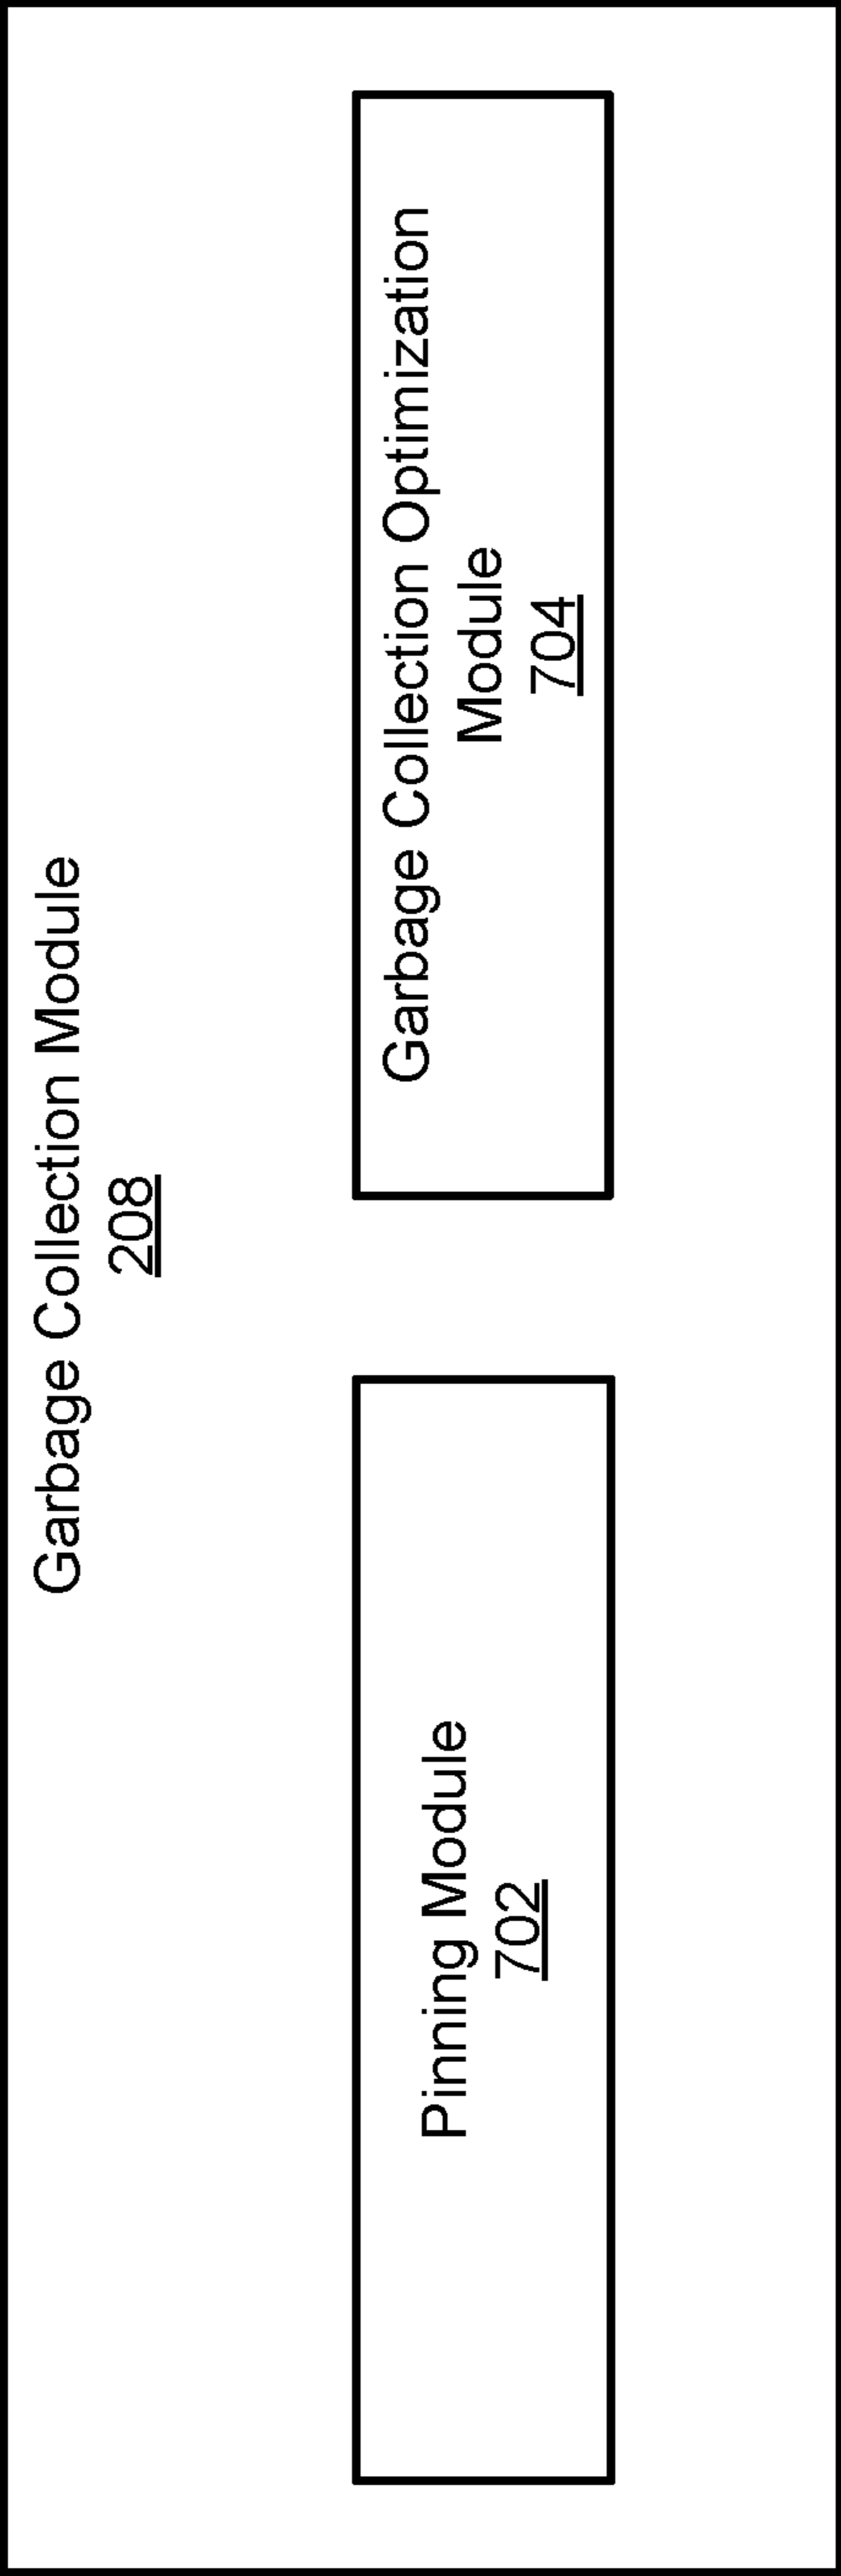 Garbage Collection Module
208
Pinning Module
702
Garbage Collection Optimization
Module
704